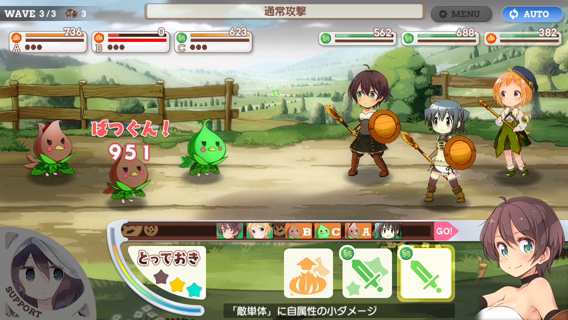 WAVE 3/3 3
通常攻撃
MENU
AUTO
736
A
0
B
623
C
562
688
382
ばつぐん!
951
B C A GO!
とっておき
SUPPORT
「敵単体」に自属性の小ダメージ